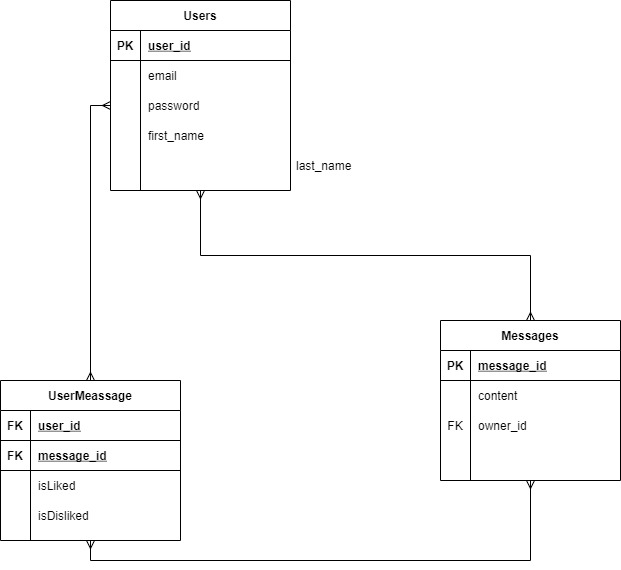 Users
PK user_id
email
password
first_name
last_name
Messages
PK message_id
content
FK owner_id
UserMeassage
FK user_id
FK message_id
isLiked
isDisliked